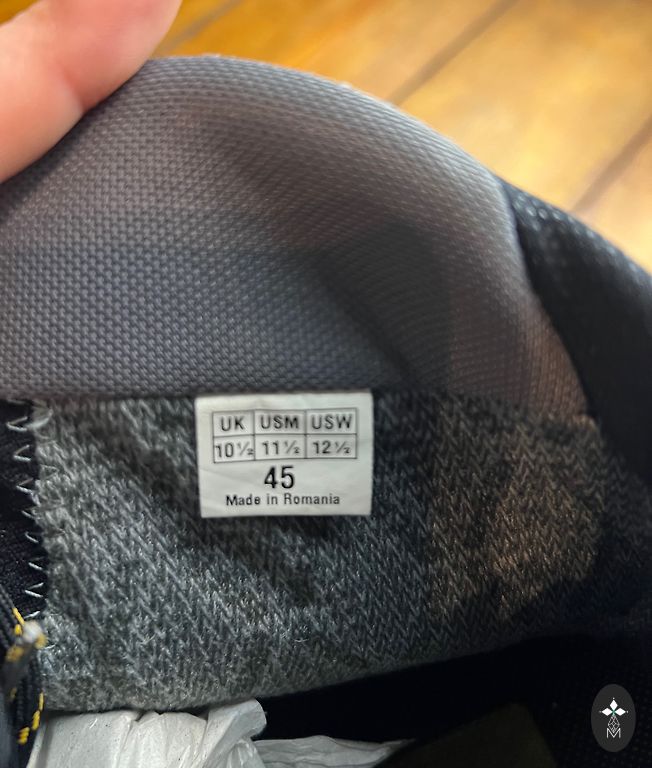 UK USM USW
10½ 11½ 12½
45
Made in Romania
M